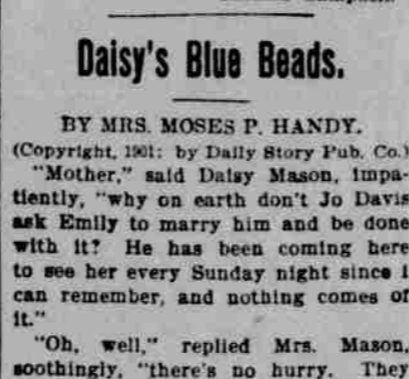 Daisy's Blue Beads.
BY MRS. MOSES P. HANDY.
(Copyright, 1901: by Daily Story Pub. Co.)
"Mother," said Daisy Mason, impa-
tiently, "why on earth don't Jo Davis
ask Emily to marry him and be done
with it? He has been coming here
to see her every Sunday night since I
can remember, and nothing comes of
it."
"Oh, well," replied Mrs. Mason,
soothingly, "there's no hurry. They